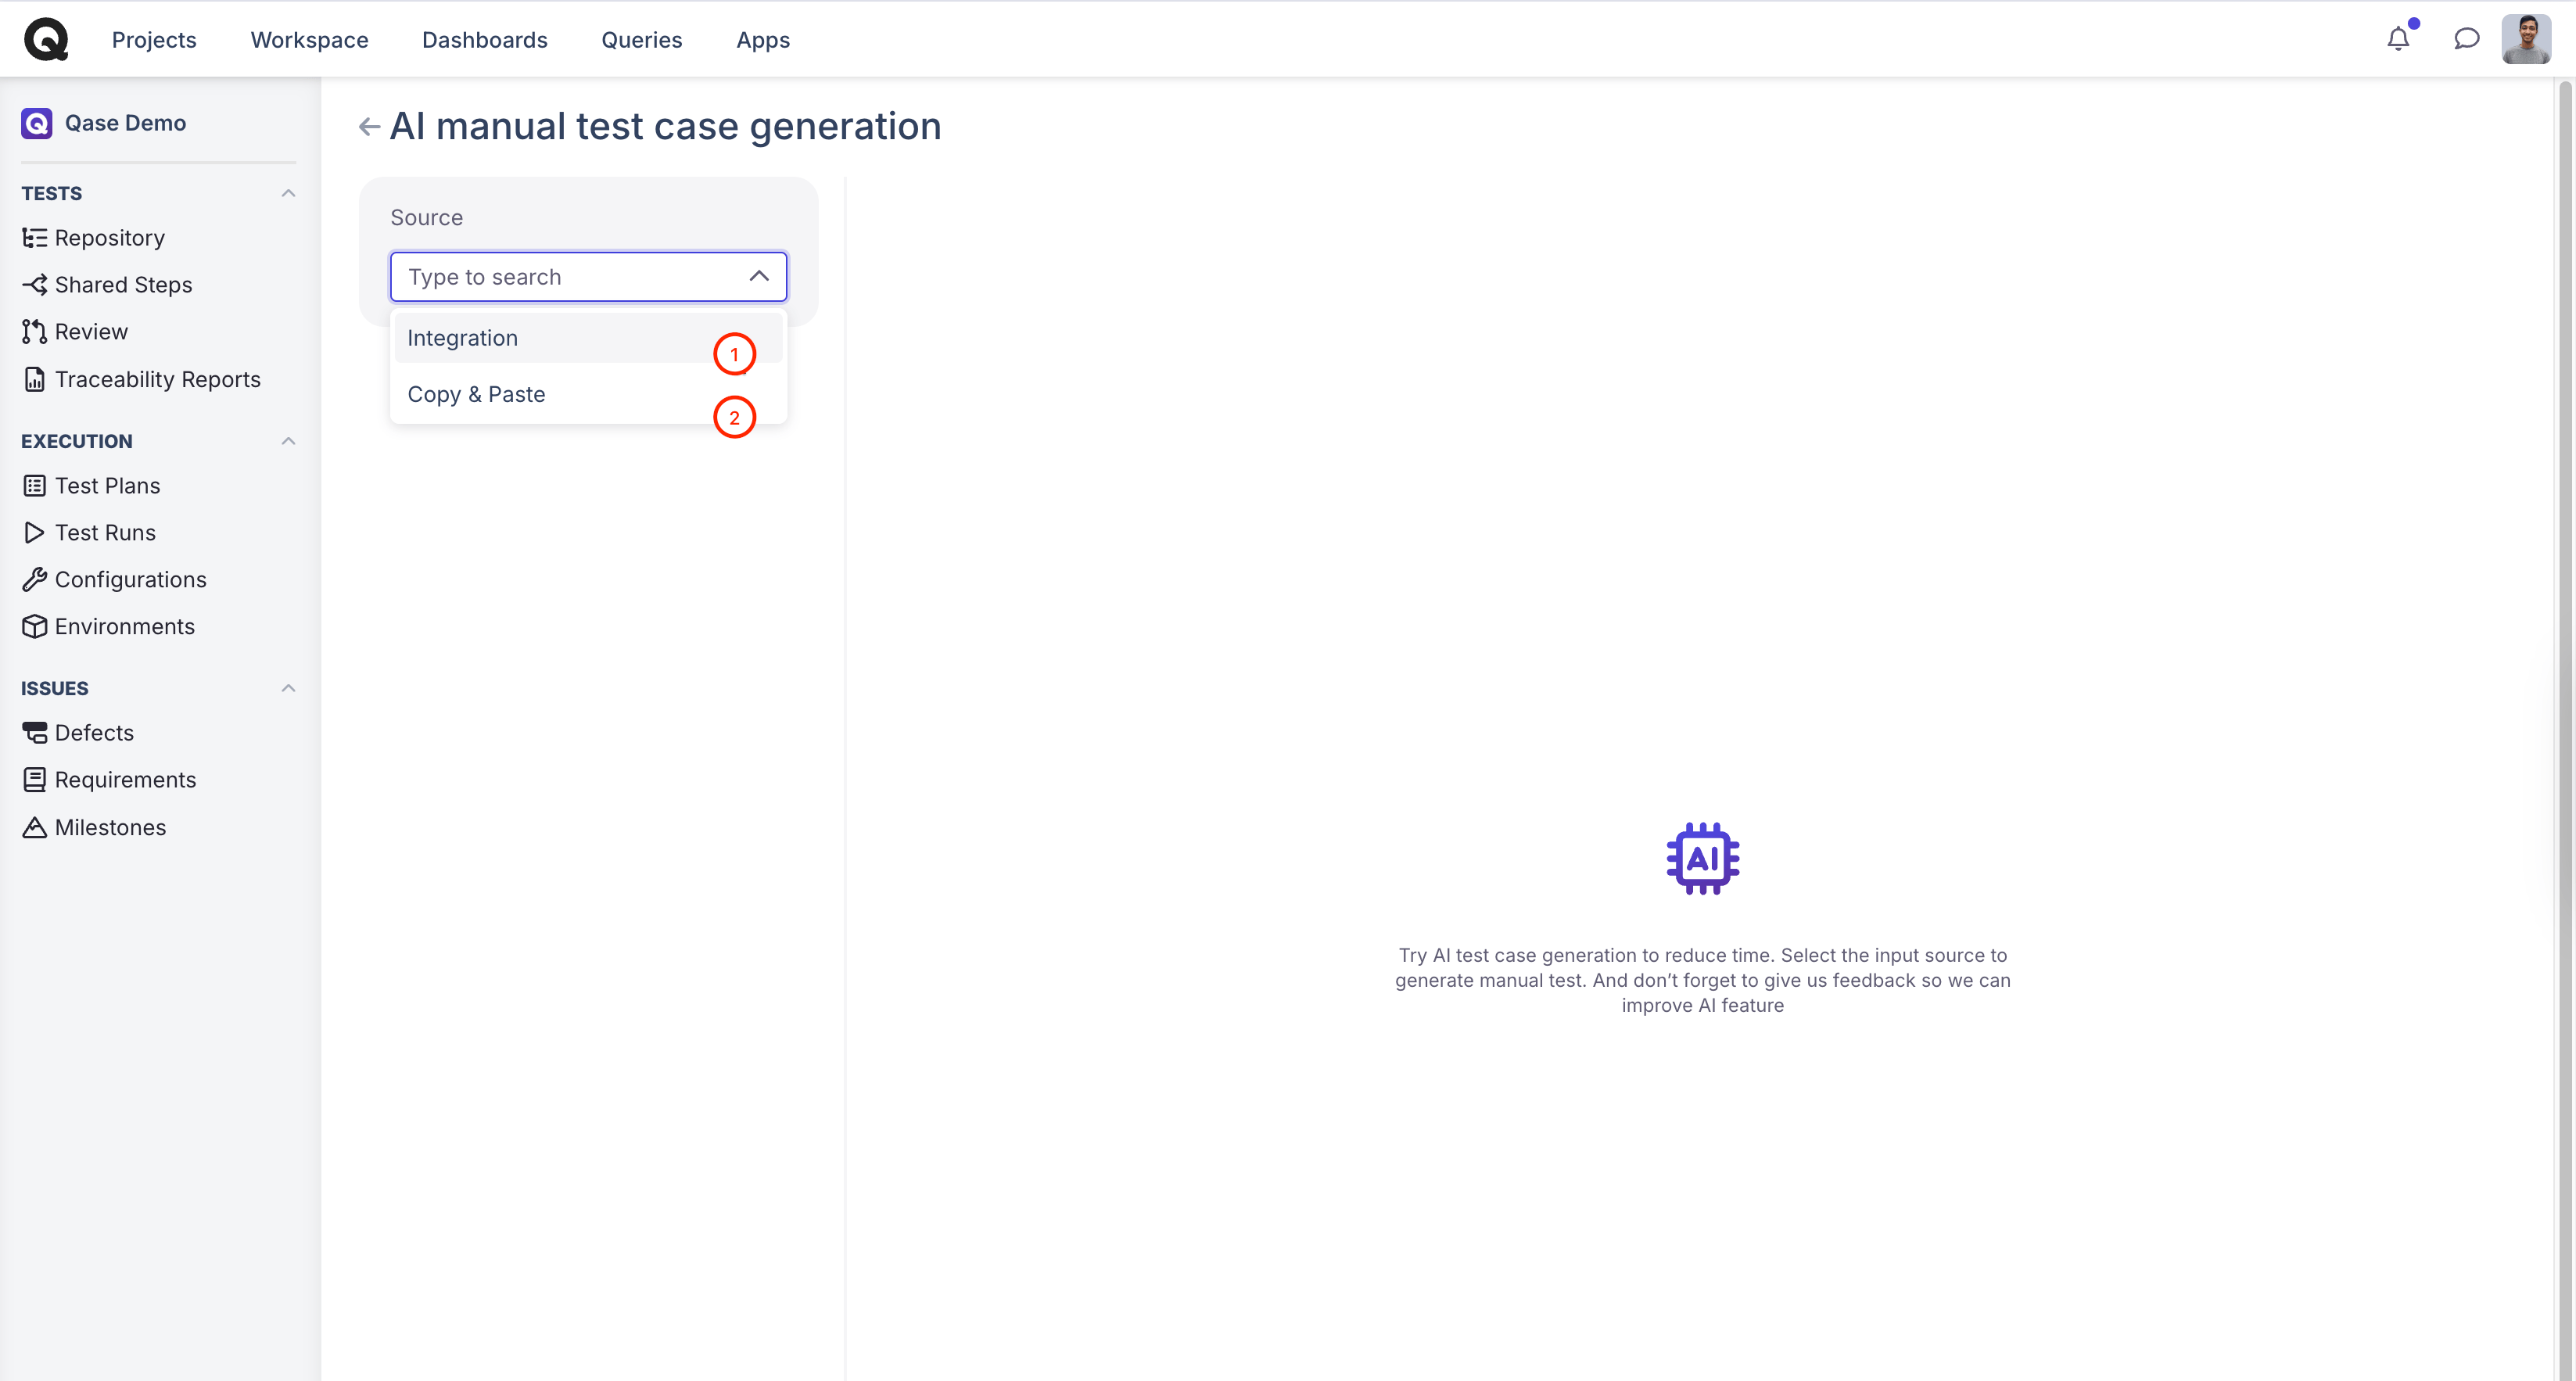 Projects
Workspace
Dashboards
Queries
Apps
Qase Demo
TESTS
Repository
Shared Steps
Review
Traceability Reports
EXECUTION
Test Plans
Test Runs
Configurations
Environments
ISSUES
Defects
Requirements
Milestones
AI manual test case generation
Source
Type to search
Integration
1
Copy & Paste
2
AI
Try AI test case generation to reduce time. Select the input source to
generate manual test. And don’t forget to give us feedback so we can
improve AI feature